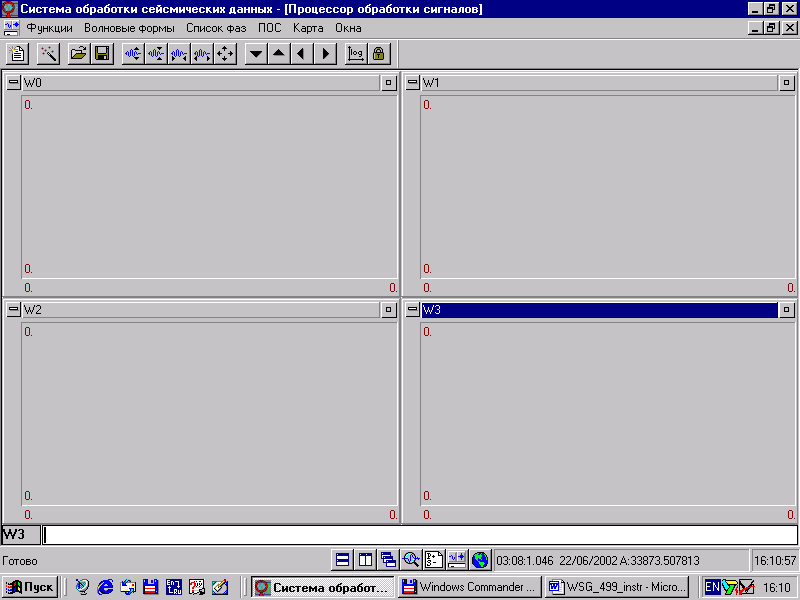 Система обработки сейсмических данных - [Процессор обработки сигналов]
Функции Волновые формы Список фаз ПОС Карта Окна
log
W0 W1
0. 0.
0. 0.
0. 0. 0. 0.
W2 W3
0. 0.
0. 0.
0. 0. 0. 0.
W3
Готово 03:08:1.046 22/06/2002 A:33873.507813 16:10:57
Пуск Система обработ... Windows Commander ... WSG_499_instr - Micro... EN 16:10